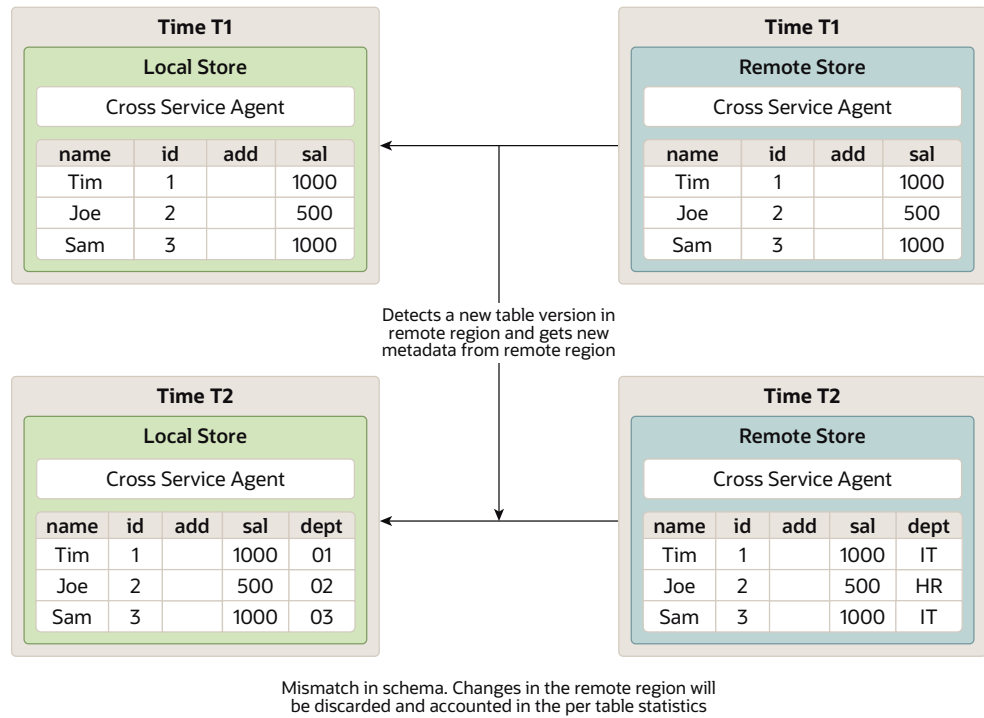 Time T1
Local Store
Cross Service Agent
name id add sal
Tim 1 1000
Joe 2 500
Sam 3 1000
Time T1
Remote Store
Cross Service Agent
name id add sal
Tim 1 1000
Joe 2 500
Sam 3 1000
Detects a new table version in
remote region and gets new
metadata from remote region
Time T2
Local Store
Cross Service Agent
name id add sal dept
Tim 1 1000 01
Joe 2 500 02
Sam 3 1000 03
Time T2
Remote Store
Cross Service Agent
name id add sal dept
Tim 1 1000 IT
Joe 2 500 HR
Sam 3 1000 IT
Mismatch in schema. Changes in the remote region will
be discarded and accounted in the per table statistics